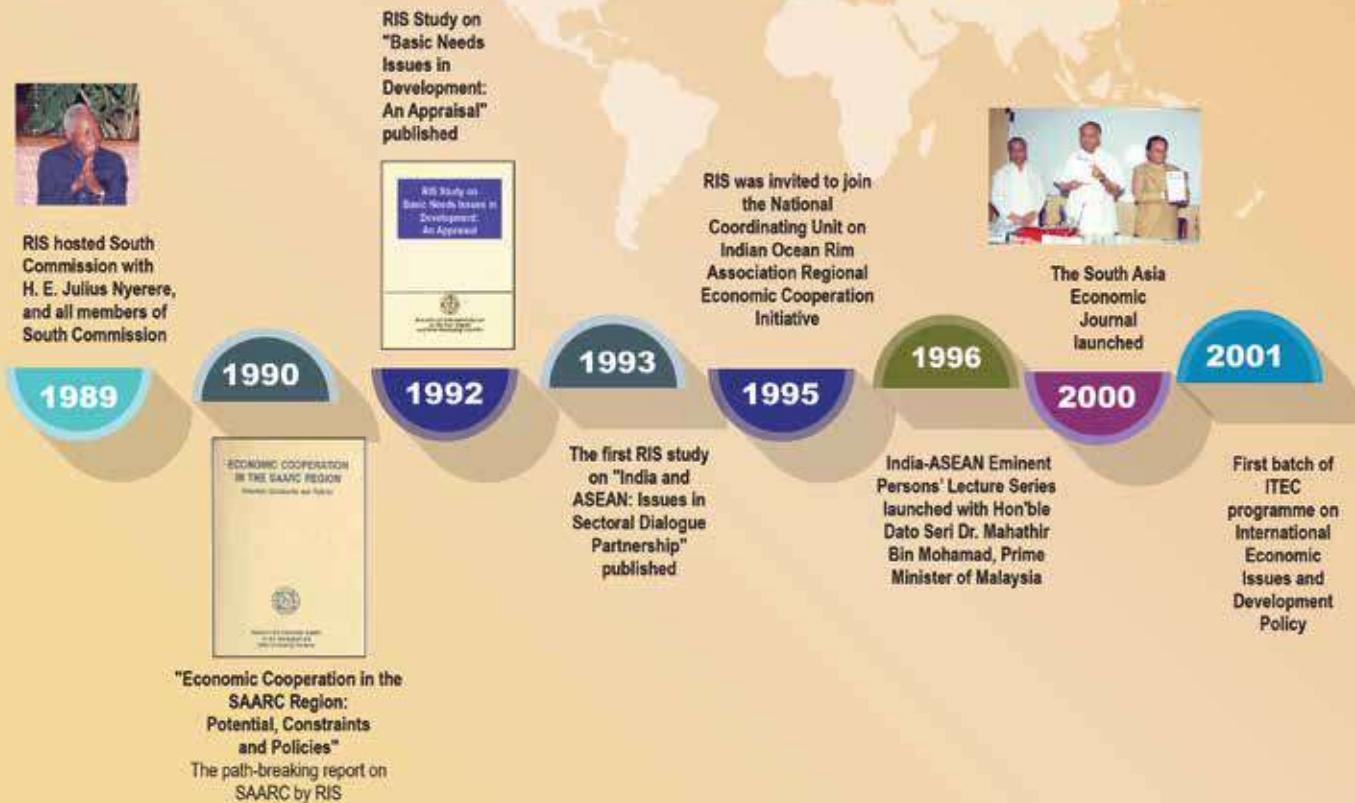 RIS hosted South
Commission with
H. E. Julius Nyerere,
and all members of
South Commission
1989
1990
ECONOMIC COOPERATION
IN THE SAARC REGION
Potential, Constraints and Policies
"Economic Cooperation in the
SAARC Region:
Potential, Constraints
and Policies"
The path-breaking report on
SAARC by RIS
RIS Study on
"Basic Needs
Issues in
Development:
An Appraisal"
published
RIS Study on
Basic Needs Issues in
Development:
An Appraisal
1992
1993
The first RIS study
on "India and
ASEAN: Issues in
Sectoral Dialogue
Partnership"
published
RIS was invited to join
the National
Coordinating Unit on
Indian Ocean Rim
Association Regional
Economic Cooperation
Initiative
1995
1996
India-ASEAN Eminent
Persons' Lecture Series
launched with Hon'ble
Dato Seri Dr. Mahathir
Bin Mohamad, Prime
Minister of Malaysia
The South Asia
Economic
Journal
launched
2000
2001
First batch of
ITEC
programme on
International
Economic
Issues and
Development
Policy